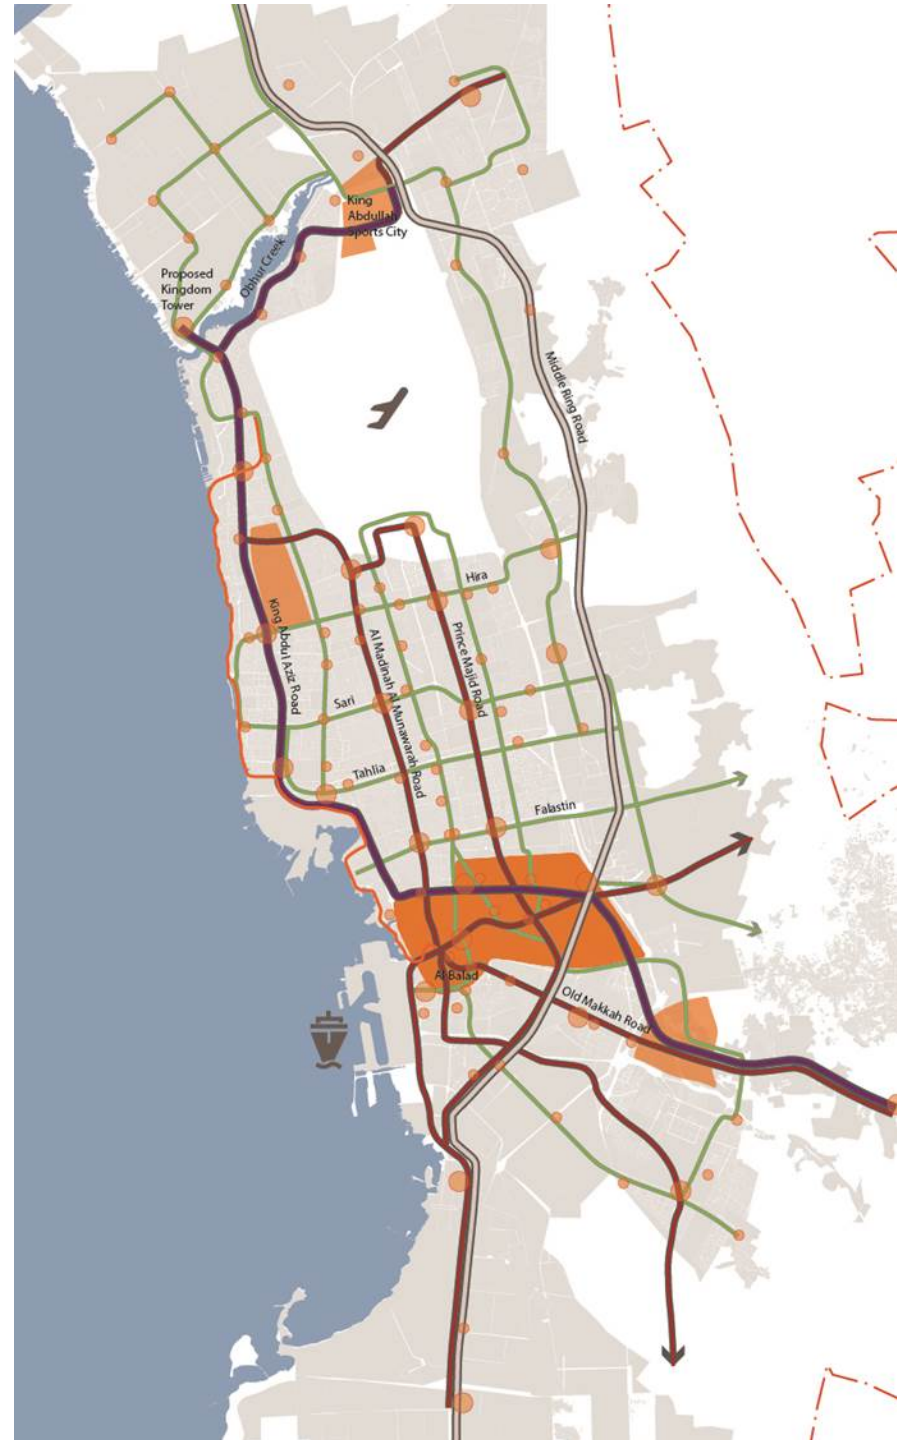 King
Abdullah
Sports City
Obhur Creek
Proposed
Kingdom
Tower
Middle Ring Road
Hira
King Abdul Aziz Road
Al Madinah Al Munawarah Road
Prince Majid Road
Sari
Tahlia
Falastin
Al Balad
Old Makkah Road